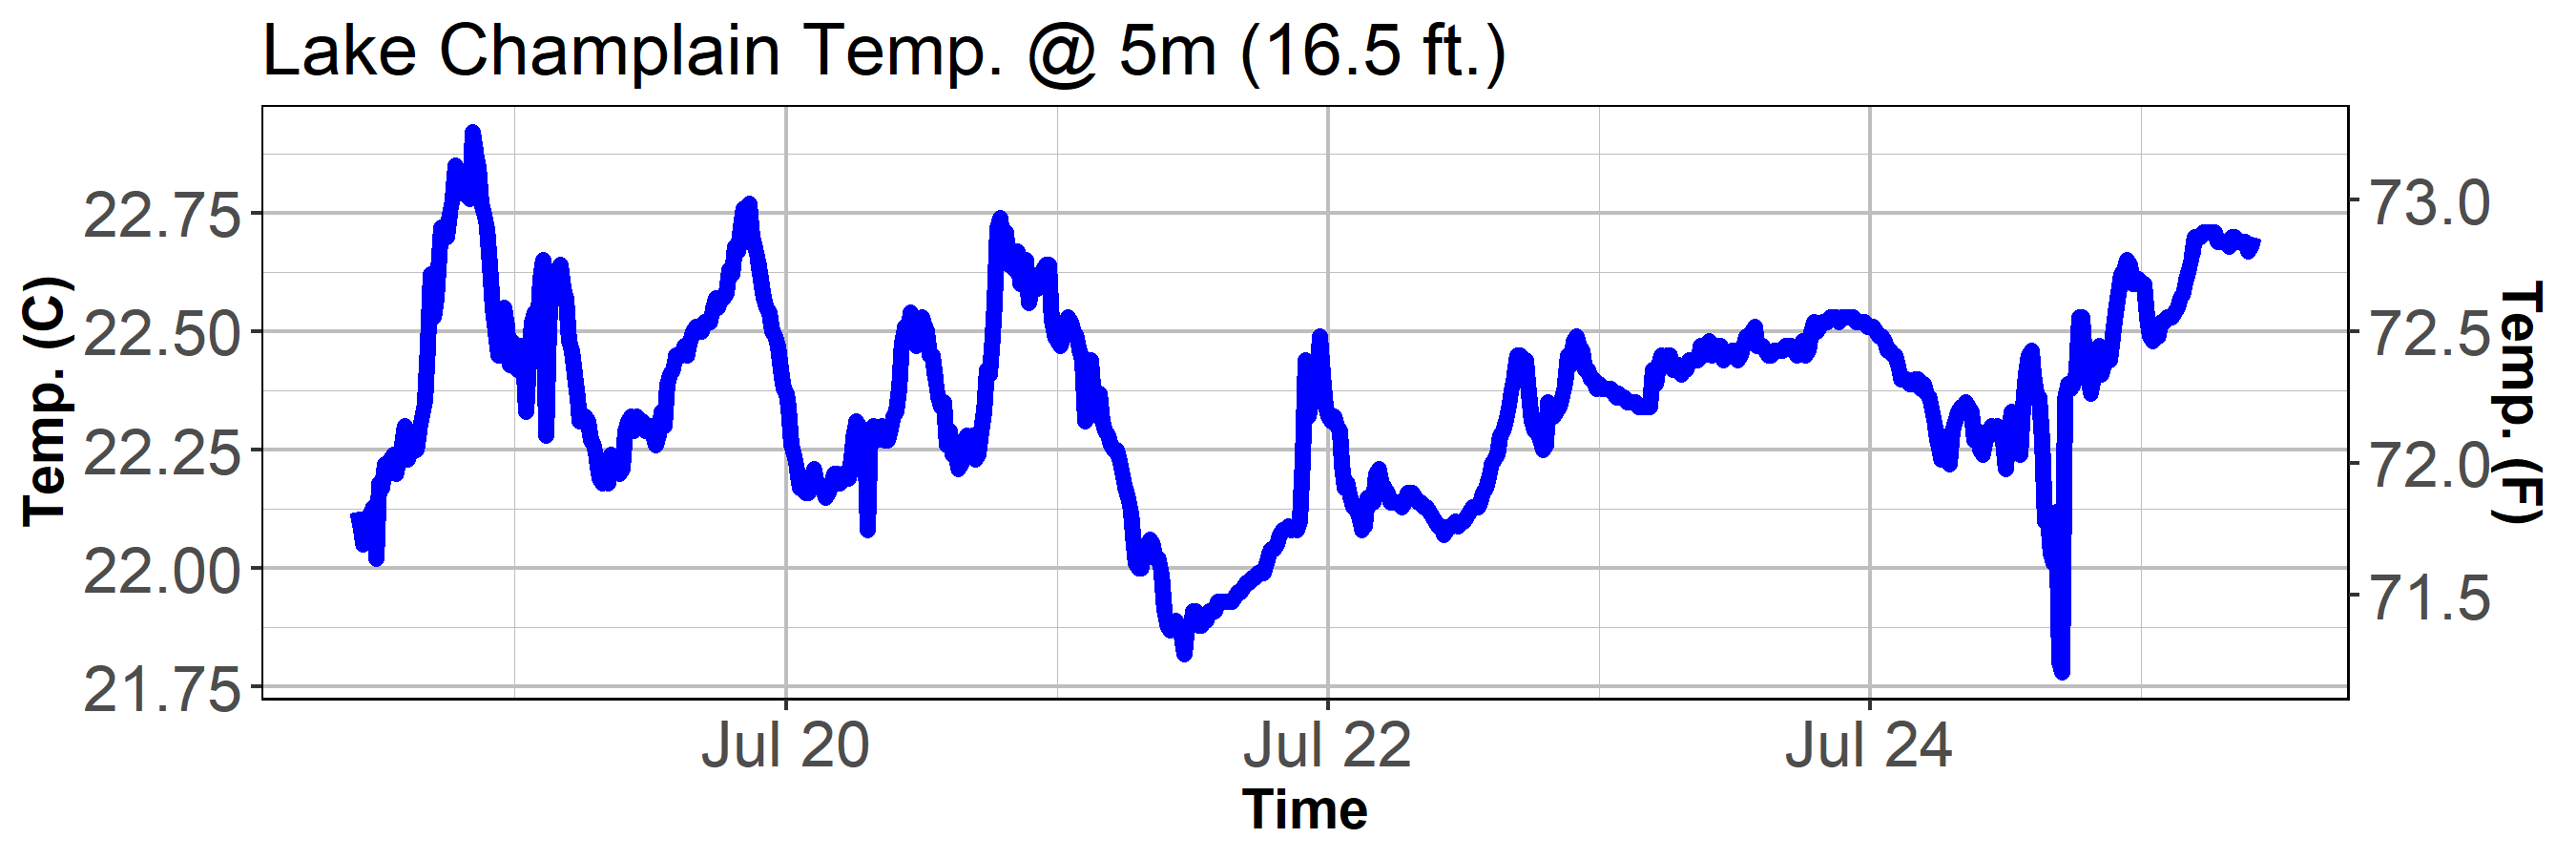 Lake Champlain Temp. @ 5m (16.5 ft.)
Temp. (C)
22.75
22.50
22.25
22.00
21.75
73.0
72.5
72.0
71.5
Temp. (F)
Jul 20
Jul 22
Jul 24
Time